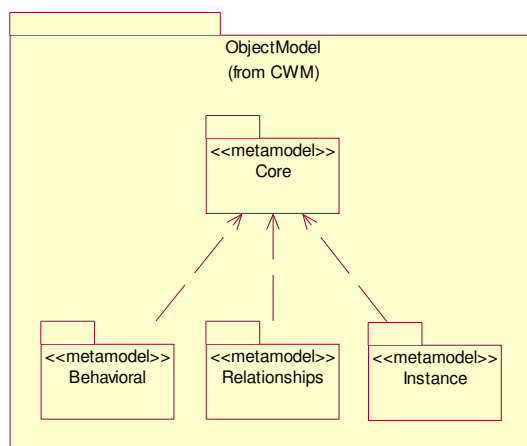 ObjectModel
(from CWM)
<<metamodel>>
Core
<<metamodel>>
Behavioral
<<metamodel>>
Relationships
<<metamodel>>
Instance